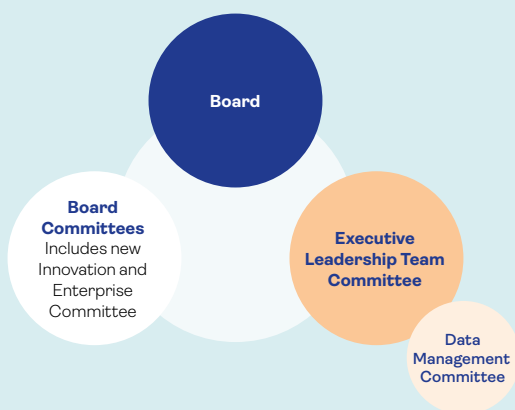 Board
Board
Committees
Includes new
Innovation and
Enterprise
Committee
Executive
Leadership Team
Committee
Data
Management
Committee